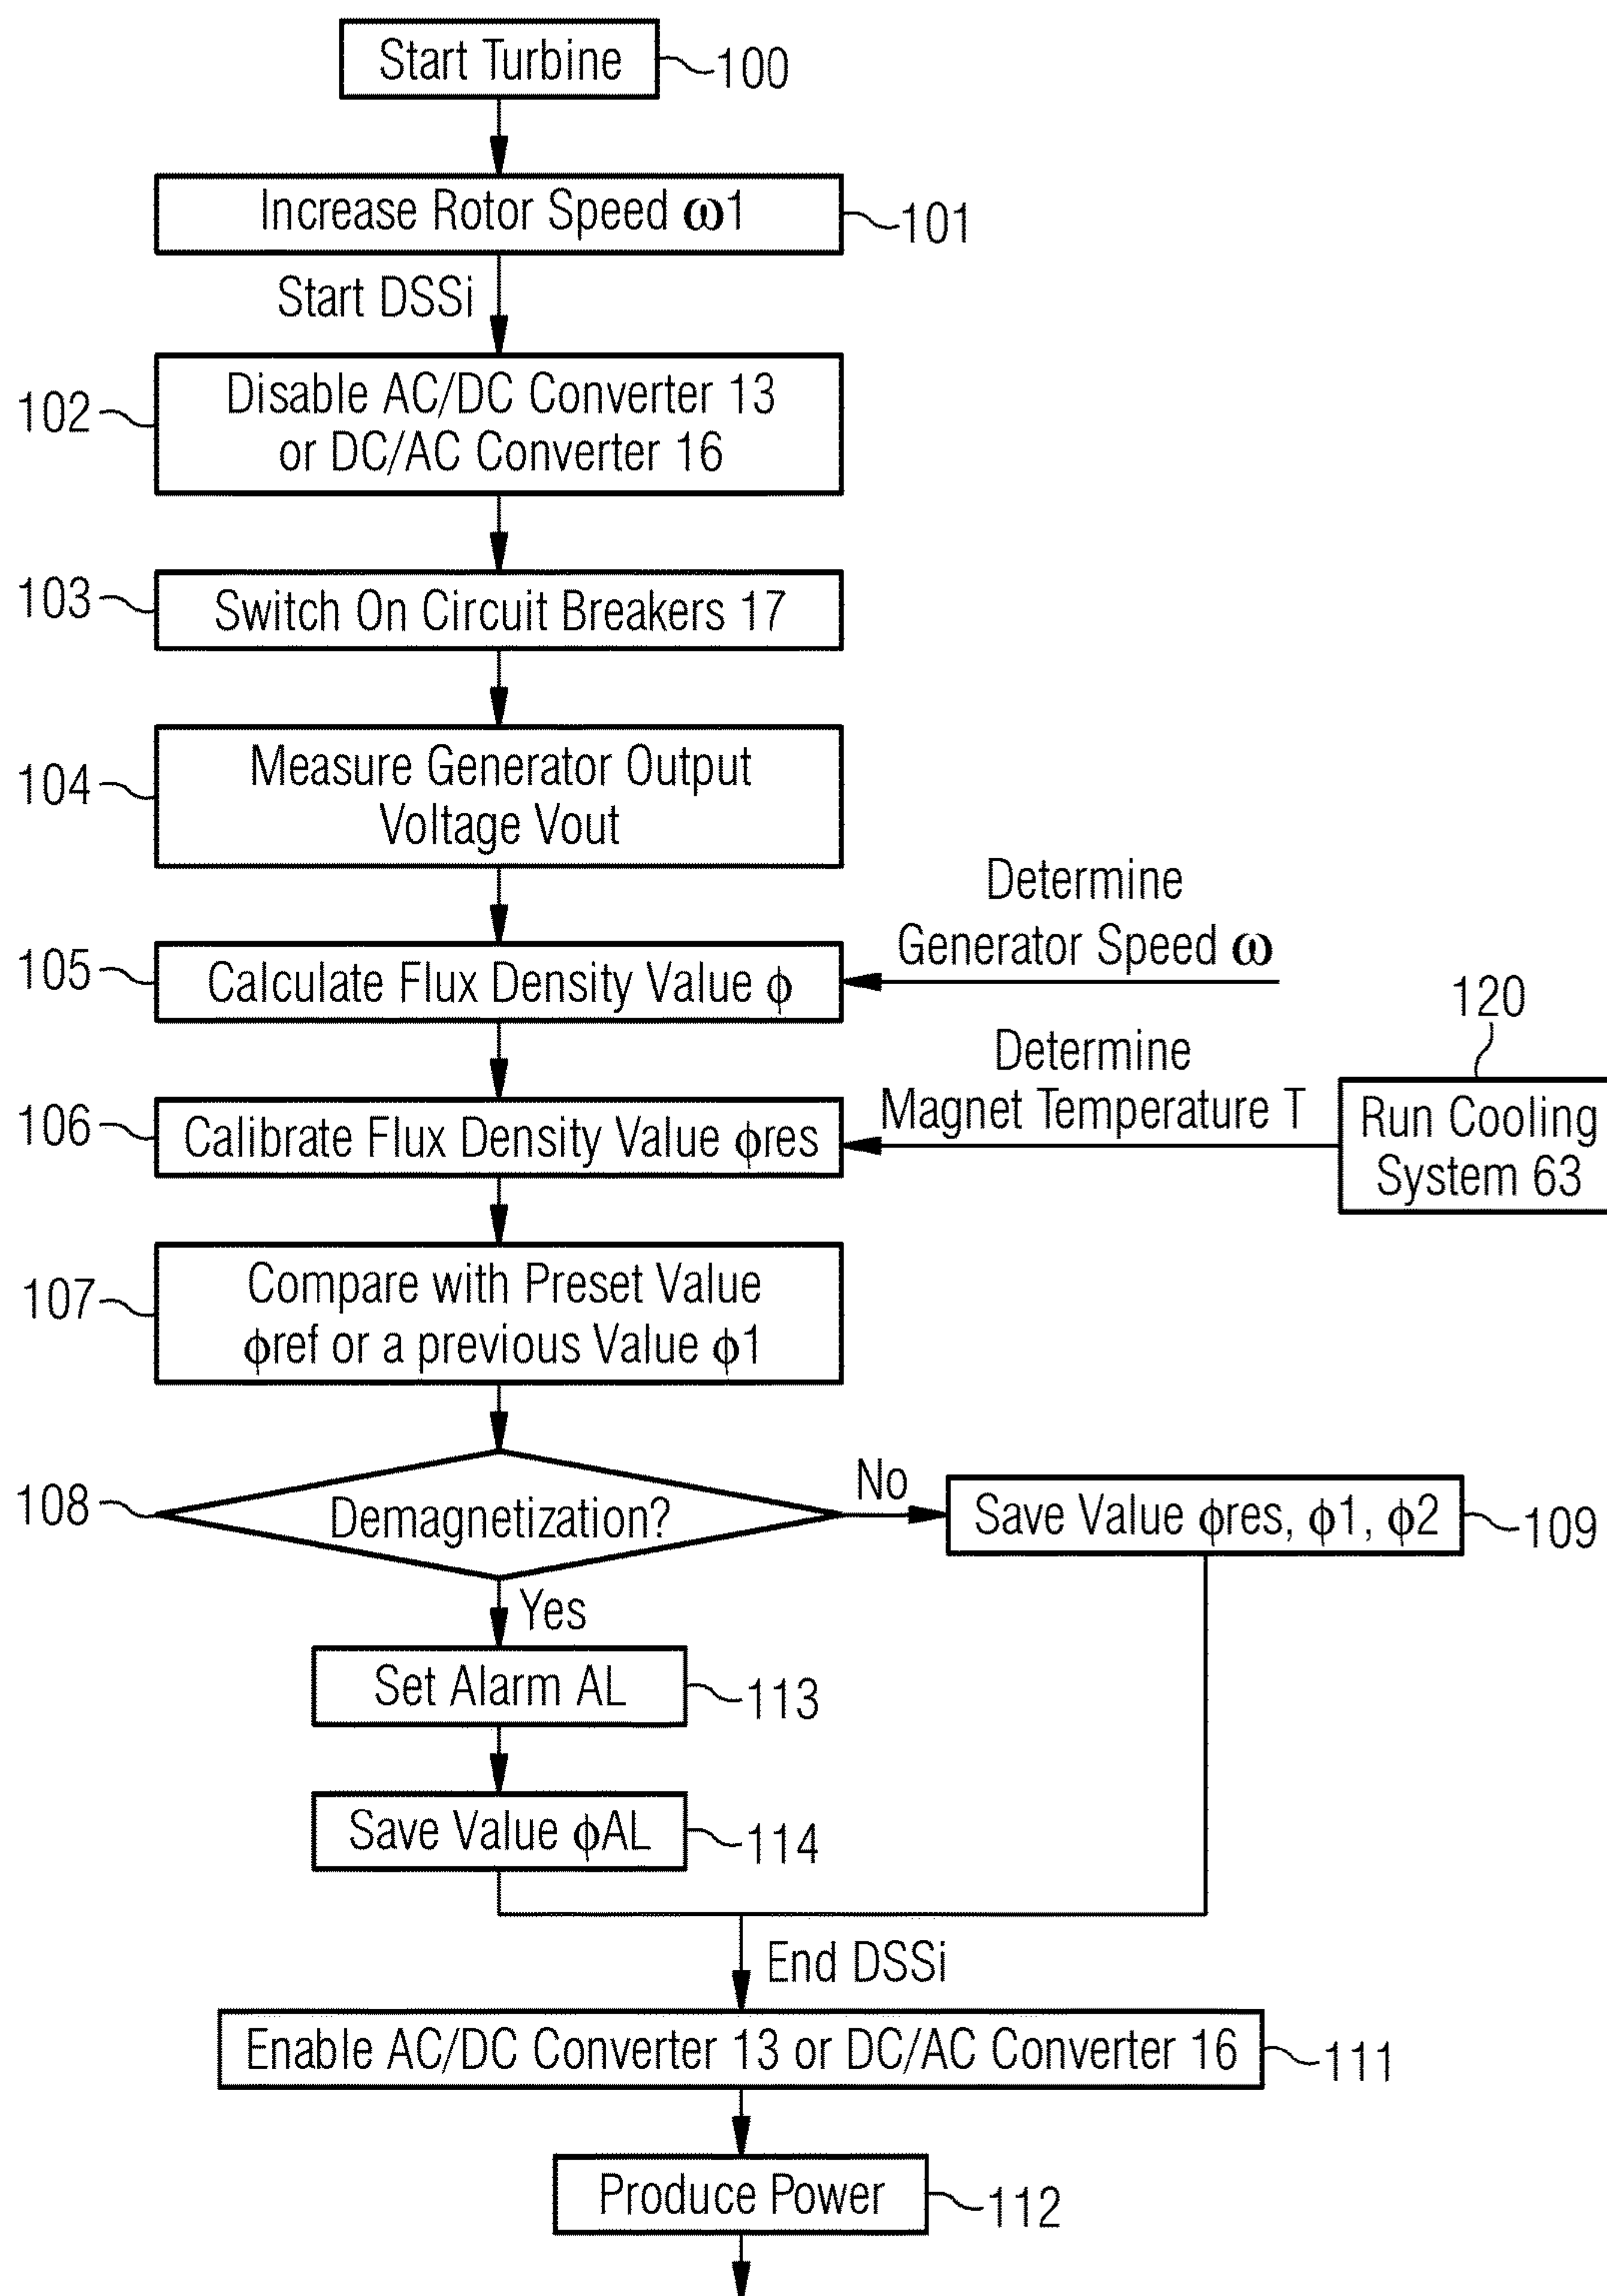 Start Turbine
100
Increase Rotor Speed ω1
101
Start DSSi
102
Disable AC/DC Converter 13
or DC/AC Converter 16
103
Switch On Circuit Breakers 17
104
Measure Generator Output
Voltage Vout
Determine
Generator Speed ω
105
Calculate Flux Density Value ϕ
120
Determine
Magnet Temperature T
106
Calibrate Flux Density Value ϕres
Run Cooling
System 63
107
Compare with Preset Value
ϕref or a previous Value ϕ1
108
Demagnetization?
No
Save Value ϕres, ϕ1, ϕ2
109
Yes
Set Alarm AL
113
Save Value ϕAL
114
End DSSi
Enable AC/DC Converter 13 or DC/AC Converter 16
111
Produce Power
112